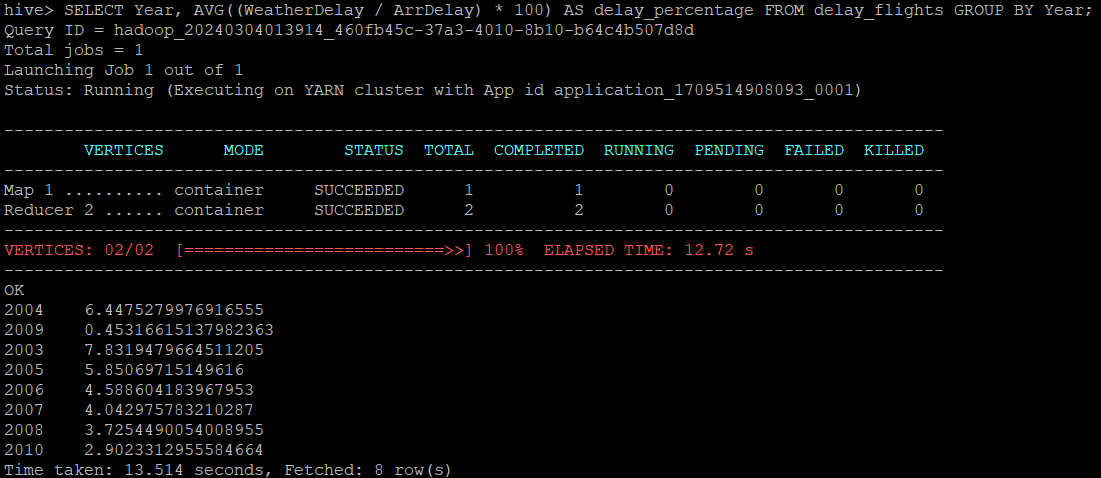 hive> SELECT Year, AVG((WeatherDelay / ArrDelay) * 100) AS delay_percentage FROM delay_flights GROUP BY Year;
Query ID = hadoop_20240304013914_460fb45c-37a3-4010-8b10-b64c4b507d8d
Total jobs = 1
Launching Job 1 out of 1
Status: Running (Executing on YARN cluster with App id application_1709514908093_0001)
----------------------------------------------------------------------------------------------
        VERTICES      MODE        STATUS  TOTAL  COMPLETED  RUNNING  PENDING  FAILED  KILLED
----------------------------------------------------------------------------------------------
Map 1 .......... container     SUCCEEDED      1          1        0        0       0       0
Reducer 2 ...... container     SUCCEEDED      2          2        0        0       0       0
----------------------------------------------------------------------------------------------
VERTICES: 02/02  [==========================>>] 100%  ELAPSED TIME: 12.72 s
----------------------------------------------------------------------------------------------
OK
2004    6.4475279976916555
2009    0.45316615137982363
2003    7.8319479664511205
2005    5.85069715149616
2006    4.588604183967953
2007    4.042975783210287
2008    3.7254490054008955
2010    2.9023312955584664
Time taken: 13.514 seconds, Fetched: 8 row(s)